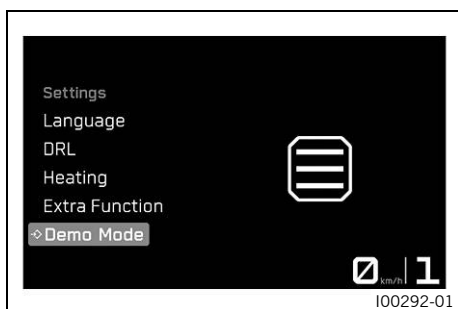 Settings
Language
DRL
Heating
Extra Function
Demo Mode
0 km/h 1
I00292-01